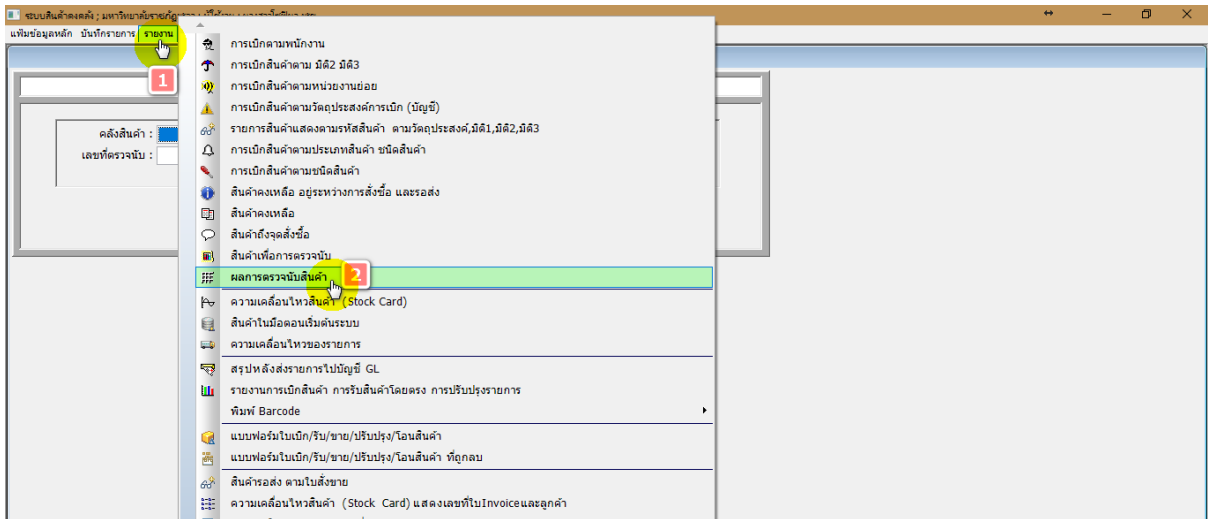 ระบบสินค้าคงคลัง ; มหาวิทยาลัยราชภัฏ
แฟ้มข้อมูลหลัก บันทึกรายการ รายงาน
1
คลังสินค้า :
เลขที่ตรวจนับ :
การเบิกตามพนักงาน
การเบิกสินค้าตาม มิติ2 มิติ3
การเบิกสินค้าตามหน่วยงานย่อย
การเบิกสินค้าตามวัตถุประสงค์การเบิก (บัญชี)
รายการสินค้าแสดงตามรหัสสินค้า ตามวัตถุประสงค์,มิติ1,มิติ2,มิติ3
การเบิกสินค้าตามประเภทสินค้า ชนิดสินค้า
การเบิกสินค้าตามชนิดสินค้า
สินค้าคงเหลือ อยู่ระหว่างการสั่งซื้อ และรอส่ง
สินค้าคงเหลือ
สินค้าถึงจุดสั่งซื้อ
สินค้าเพื่อการตรวจนับ
ผลการตรวจนับสินค้า 2
ความเคลื่อนไหวสินค้า (Stock Card)
สินค้าในมือตอนเริ่มต้นระบบ
ความเคลื่อนไหวของรายการ
สรุปหลังส่งรายการไปบัญชี GL
รายงานการเบิกสินค้า การรับสินค้าโดยตรง การปรับปรุงรายการ
พิมพ์ Barcode
แบบฟอร์มใบเบิก/รับ/ขาย/ปรับปรุง/โอนสินค้า
แบบฟอร์มใบเบิก/รับ/ขาย/ปรับปรุง/โอนสินค้า ที่ถูกลบ
สินค้ารอส่ง ตามใบสั่งขาย
ความเคลื่อนไหวสินค้า (Stock Card) แสดงเลขที่ใบInvoiceและลูกค้า